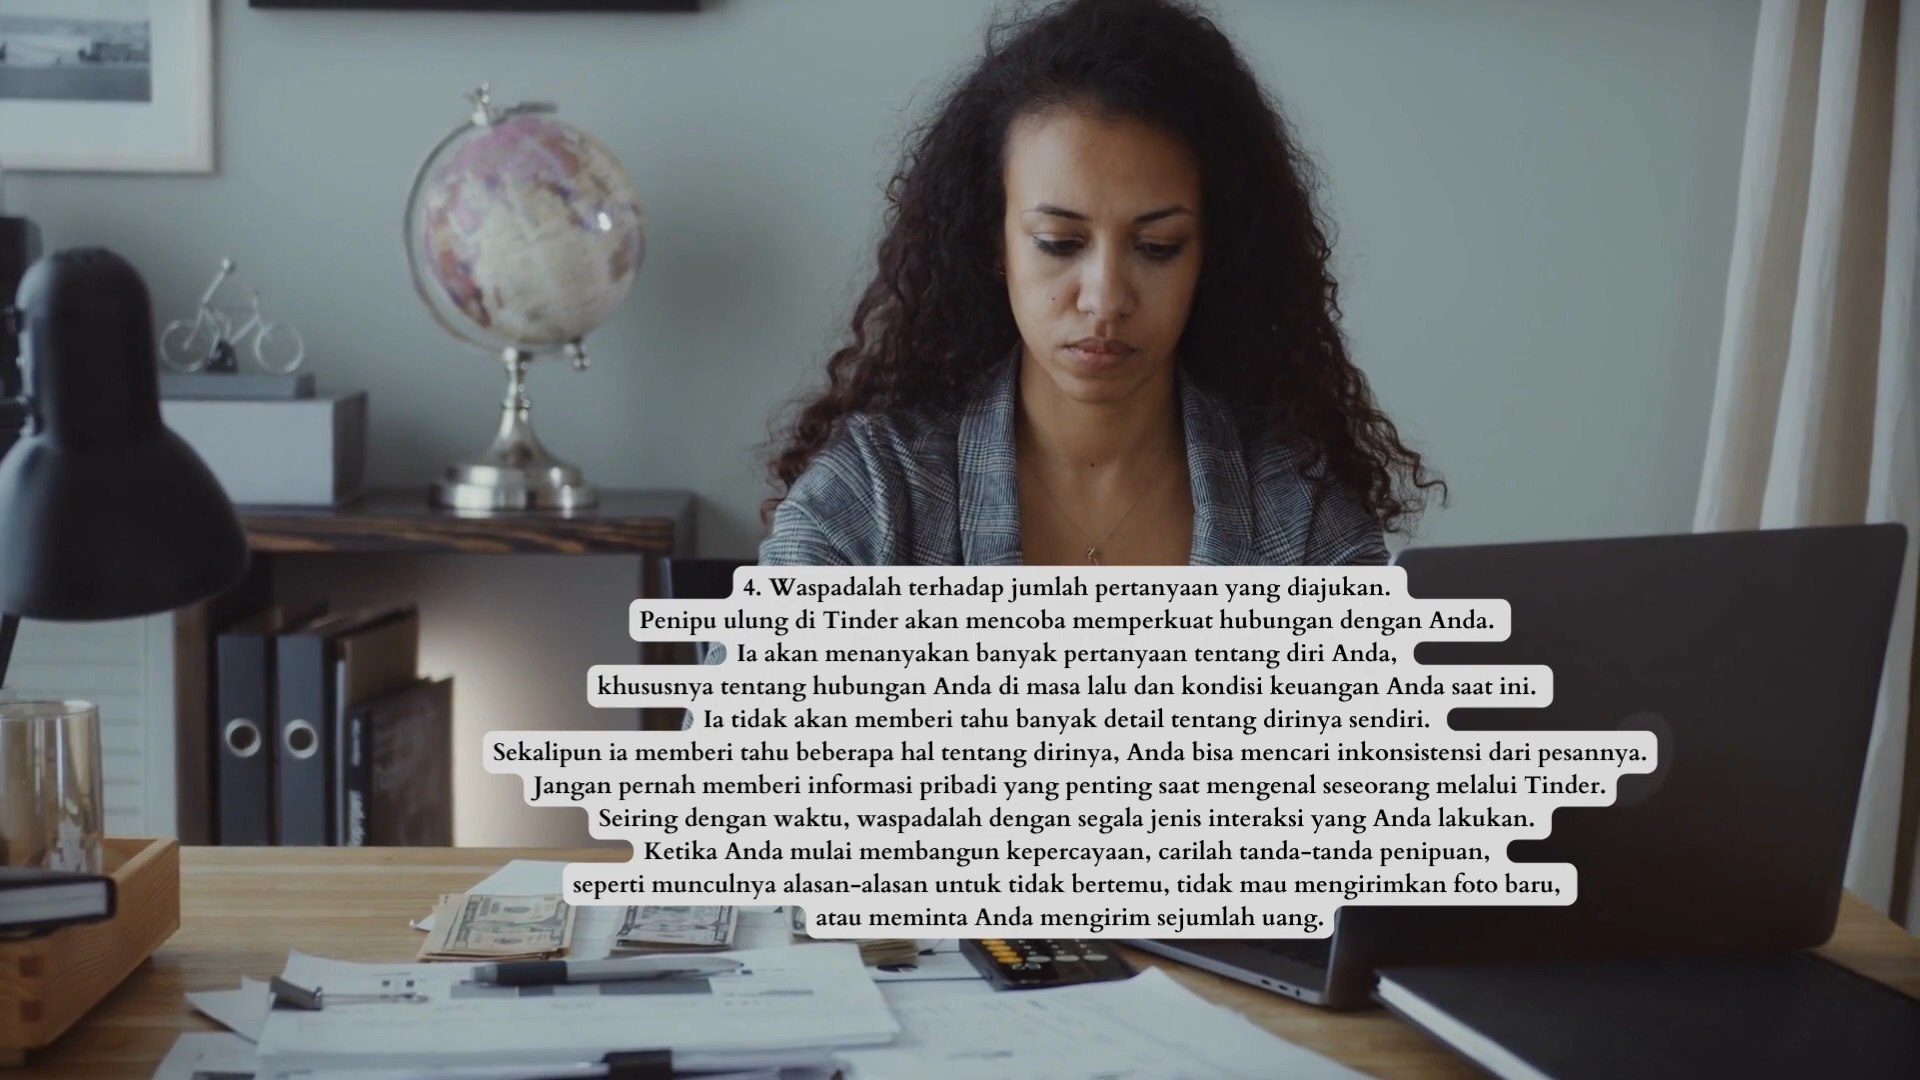 4. Waspadalah terhadap jumlah pertanyaan yang diajukan.
Penipu ulung di Tinder akan mencoba memperkuat hubungan dengan Anda.
Ia akan menanyakan banyak pertanyaan tentang diri Anda,
khususnya tentang hubungan Anda di masa lalu dan kondisi keuangan Anda saat ini.
Ia tidak akan memberi tahu banyak detail tentang dirinya sendiri.
Sekalipun ia memberi tahu beberapa hal tentang dirinya, Anda bisa mencari inkonsistensi dari pesannya.
Jangan pernah memberi informasi pribadi yang penting saat mengenal seseorang melalui Tinder.
Seiring dengan waktu, waspadalah dengan segala jenis interaksi yang Anda lakukan.
Ketika Anda mulai membangun kepercayaan, carilah tanda-tanda penipuan,
seperti munculnya alasan-alasan untuk tidak bertemu, tidak mau mengirimkan foto baru,
atau meminta Anda mengirim sejumlah uang.